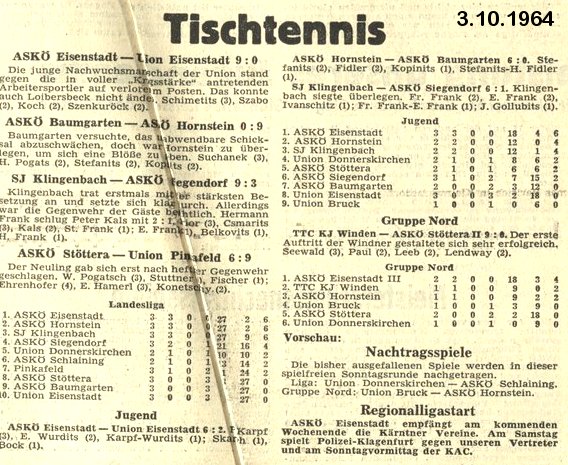 3.10.1964
Tischtennis
ASKÖ Eisenstadt — Union Eisenstadt 9 : 0
Die junge Nachwuchsmannschaft der Union stand
gegen die in voller „Kriegsstärke" antretenden
Arbeitersportler auf verlorenem Posten. Das konnte
auch Loibersbeck nicht ändern. Schimetits (3), Szabo
(2), Koch (2), Szenkuröck (2).
ASKÖ Baumgarten — ASKÖ Hornstein 0 : 9
Baumgarten versuchte, das unabwendbare Schick-
sal abzuschwächen, doch war Hornstein zu über-
legen, um sich eine Blöße zu geben. Suchanek (3),
H. Pogats (2), Stefanits (2), Kopitits (2).
SJ Klingenbach — ASKÖ Siegendorf 9 : 3
Klingenbach trat erstmals mit der stärksten Be-
setzung an und setzte sich klar durch. Allerdings
war die Gegenwehr der Gäste beachtlich. Hermann
Frank schlug Peter Kals mit 2 : 1. Csmarits
(3), Kals (2), St. Frank (1); E. Frank, Belkovits (1),
H. Frank (1).
ASKÖ Stöttera — Union Pinkafeld 6 : 9
Der Neuling gab sich erst nach heftiger Gegenwehr
geschlagen. W. Pogatsch (3), Stuttner, Fischer (1);
Ehrenhofer (4), E. Hamerl (3), Konetschy (2).
Landesliga
1. ASKÖ Eisenstadt 3 3 0 0 27 2 6
2. ASKÖ Hornstein 3 3 0 0 27 2 6
3. SJ Klingenbach 3 3 0 0 27 9 6
4. ASKÖ Siegendorf 3 2 0 1 21 16 4
5. Union Donnerskirchen 2 1 0 1 10 10 2
6. ASKÖ Schlaining 2 1 0 1 14 2
7. Pinkafeld 3 1 0 2 24 2
8. ASKÖ Stöttera 3 0 0 3 27 0
9. ASKÖ Baumgarten 3 0 0 3 27 0
10. Union Eisenstadt 3 0 0 3 27 0
Jugend
ASKÖ Eisenstadt — Union Eisenstadt 6 : 2. F. Karpf
(3), E. Wurdits (2), Karpf-Wurdits (1); Skarh (1),
Bock (1).
ASKÖ Hornstein — ASKÖ Baumgarten 6 : 0. Ste-
fanits (2), Fidler (2), Kopinits (1), Stefanits-H. Fidler
(1).
SJ Klingenbach — ASKÖ Siegendorf 6 : 1. Klingen-
bach siegte überlegen. Fr. Frank (2), E. Frank (2),
Ivanschitz (1); Fr. Frank-E. Frank (1); J. Gollubits (1).
Jugend
1. ASKÖ Eisenstadt 3 3 0 0 18 4 6
2. ASKÖ Hornstein 2 2 0 0 12 0 4
3. SJ Klingenbach 2 2 0 0 12 1 4
4. Union Donnerskirchen 2 1 0 1 8 6 2
5. ASKÖ Stöttera 2 1 0 1 6 6 2
6. ASKÖ Siegendorf 3 1 0 2 7 15 2
7. ASKÖ Baumgarten 2 0 0 2 3 12 0
8. Union Eisenstadt 3 0 0 3 18 0
9. Union Bruck 1 0 0 1 0 6 0
Gruppe Nord
TTC KJ Winden — ASKÖ Stöttera II 9 : 0. Der erste
Auftritt der Windner gestaltete sich sehr erfolgreich.
Seewald (3), Paul (2), Leeb (2), Lendway (2).
Gruppe Nord
1. ASKÖ Eisenstadt III 2 2 0 0 18 3 4
2. TTC KJ Winden 1 1 0 0 9 0 2
3. ASKÖ Hornstein 1 1 0 0 9 2 2
4. Union Bruck 1 0 0 1 3 9 0
5. ASKÖ Stöttera 2 0 0 2 2 18 0
6. Union Donnerskirchen 1 0 0 1 0 9 0
Vorschau:
Nachtragsspiele
Die bisher ausgefallenen Spiele werden in dieser
spielfreien Sonntagsrunde nachgetragen.
Liga: Union Donnerskirchen — ASKÖ Schlaining.
Gruppe Nord: Union Bruck — ASKÖ Hornstein.
Regionalligastart
ASKÖ Eisenstadt empfängt am kommenden
Wochenende die Kärntner Vereine. Am Samstag
spielt Polizei-Klagenfurt gegen unseren Vertreter
und am Sonntagvormittag der KAC.